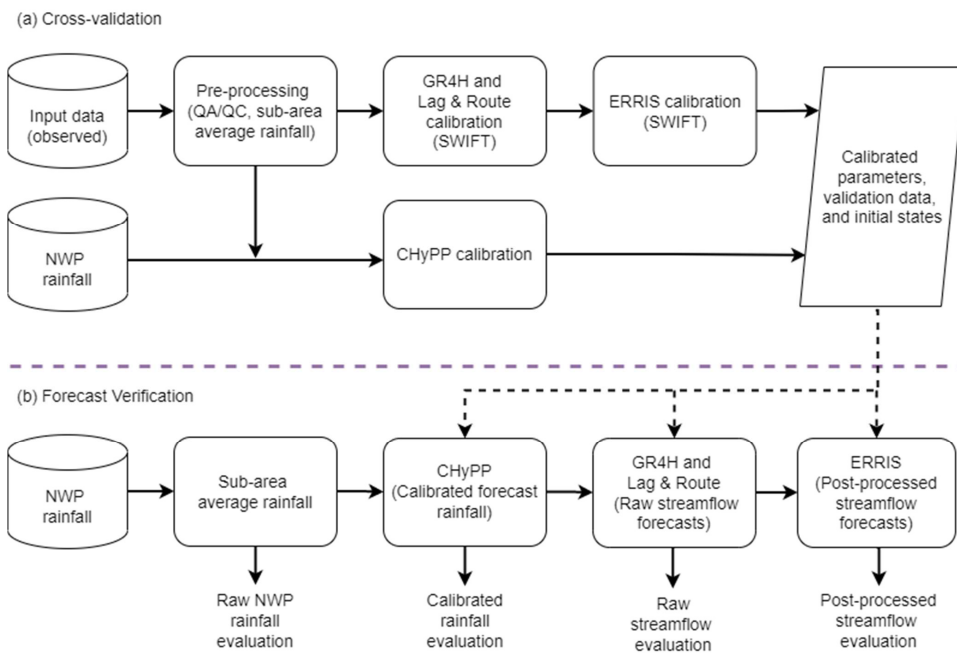 (a) Cross-validation
Input data
(observed)
Pre-processing
(QA/QC, sub-area
average rainfall)
GR4H and
Lag & Route
calibration
(SWIFT)
ERRIS calibration
(SWIFT)
Calibrated
parameters,
validation data,
and initial states
NWP
rainfall
CHyPP calibration
(b) Forecast Verification
NWP
rainfall
Sub-area
average rainfall
CHyPP
(Calibrated forecast
rainfall)
GR4H and
Lag & Route
(Raw streamflow
forecasts)
ERRIS
(Post-processed
streamflow
forecasts)
Raw NWP
rainfall
evaluation
Calibrated
rainfall
evaluation
Raw
streamflow
evaluation
Post-processed
streamflow
evaluation